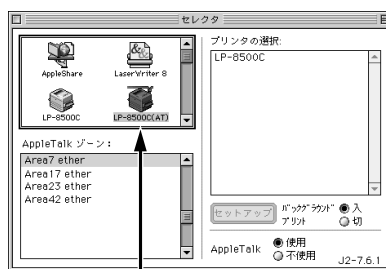 セレクタ
AppleShare
LaserWriter 8
LP-8500C
LP-8500C(AT)
AppleTalk ゾーン：
Area7 ether
Area17 ether
Area23 ether
Area42 ether
プリンタの選択:
LP-8500C
セットアップ
バックグラウンド プリント
入
切
AppleTalk
使用
不使用
J2-7.6.1